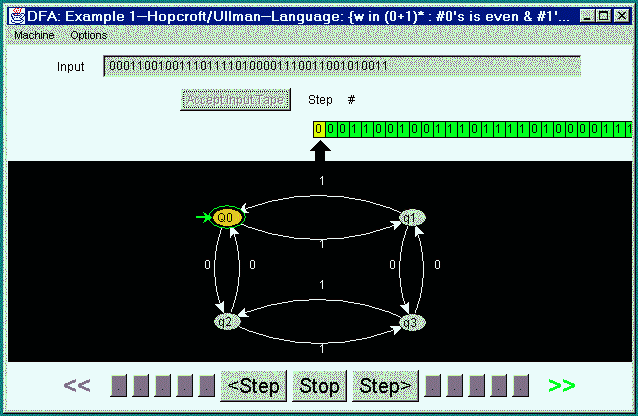 DFA: Example 1—Hopcroft/Ullman—Language: {w in (0+1)* : #0's is even & #1'...
Machine Options
Input 0001100100111011110100001110011001010011
Accept Input Tape Step #
0 0 0 1 1 0 0 1 0 0 1 1 1 0 1 1 1 1 0 1 0 0 0 0 1 1 1
1
Q0 q1
1
0 0 0 0
1
q2 q3
1
<< . . . . . <Step Stop Step> . . . . . >>